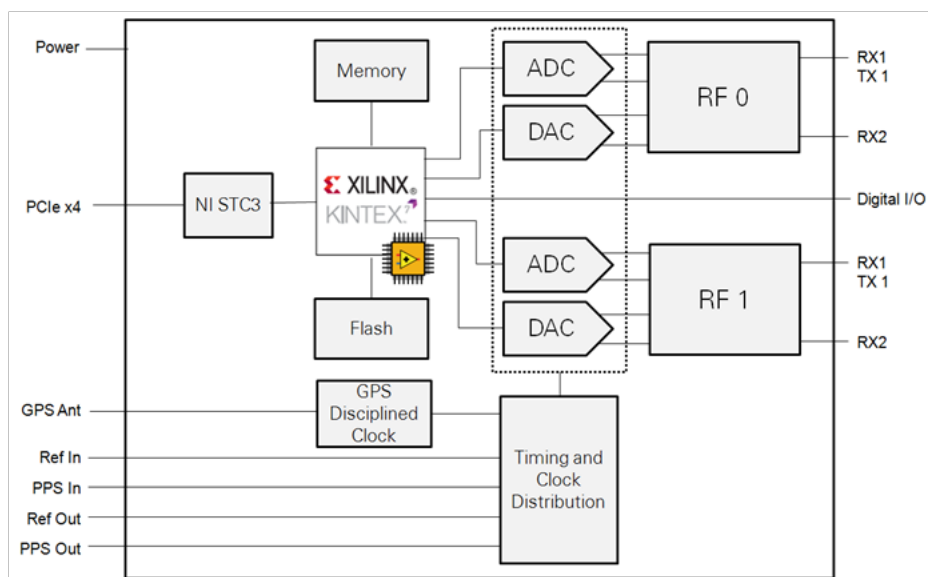 Power
Memory
ADC
DAC
RF 0
RX1
TX 1
RX2
PCIe x4
NI STC3
XILINX®
KINTEX.7
Digital I/O
ADC
DAC
RF 1
RX1
TX 1
RX2
Flash
GPS Ant
GPS
Disciplined
Clock
Ref In
PPS In
Ref Out
PPS Out
Timing and
Clock
Distribution